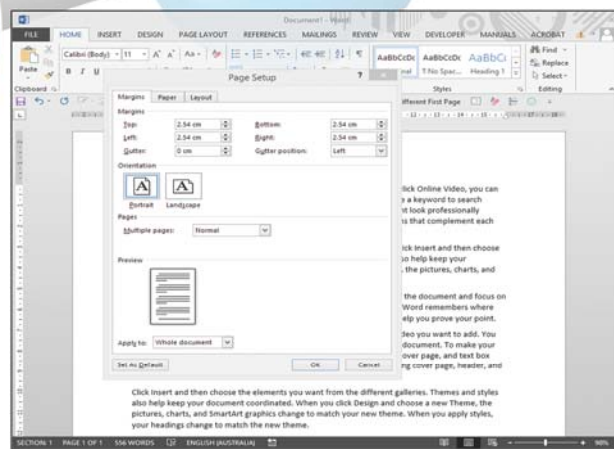 Document1 - Word
FILE HOME INSERT DESIGN PAGE LAYOUT REFERENCES MAILINGS REVIEW VIEW DEVELOPER MANUALS ACROBAT
Calibri (Body) 11 A A Aa
Paste B I U
AaBbCcDc AaBbCcDc AaBbCc
T No Spac... Heading 1
Find
Replace
Select
Clipboard Styles Editing
Different First Page
Page Setup ?
Margins Paper Layout
Margins
Top: 2.54 cm Bottom: 2.54 cm
Left: 2.54 cm Right: 2.54 cm
Gutter: 0 cm Gutter position: Left
Orientation
Portrait Landscape
Pages
Multiple pages: Normal
Preview
Apply to: Whole document
Set As Default OK Cancel
lick Online Video, you can
a keyword to search
t look professionally
s that complement each
ck Insert and then choose
so help keep your
, the pictures, charts, and
the document and focus on
Word remembers where
elp you prove your point.
deo you want to add. You
document. To make your
over page, and text box
ng cover page, header, and
Click Insert and then choose the elements you want from the different galleries. Themes and styles
also help keep your document coordinated. When you click Design and choose a new Theme, the
pictures, charts, and SmartArt graphics change to match your new theme. When you apply styles,
your headings change to match the new theme.
SECTION: 1 PAGE 1 OF 1 556 WORDS ENGLISH (AUSTRALIA) 90%